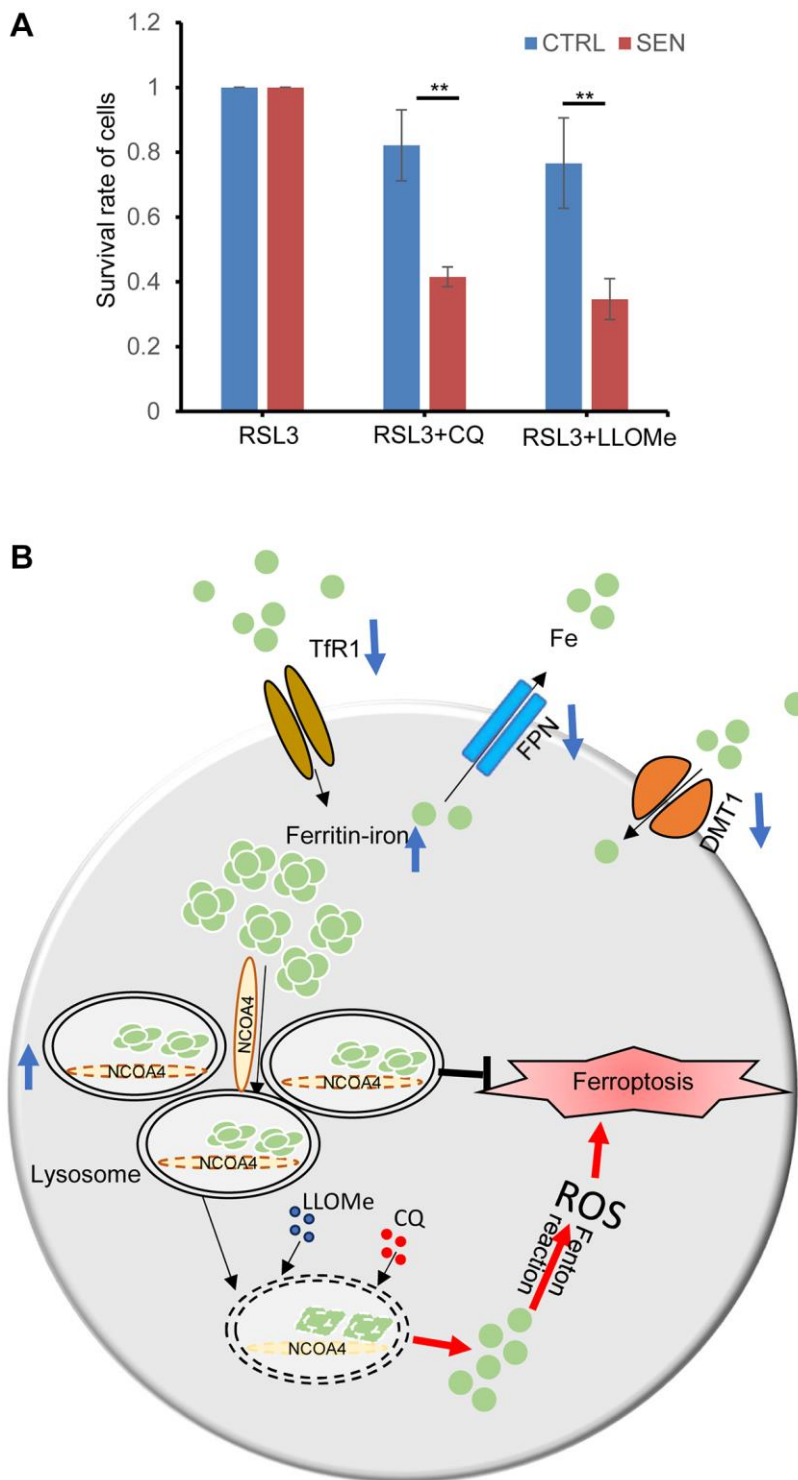 A
CTRL SEN
Survival rate of cells
1.2
1
0.8
0.6
0.4
0.2
0
** **
RSL3 RSL3+CQ RSL3+LLOMe
B
TfR1
Fe
FPN
DMT1
Ferritin-iron
NCOA4
NCOA4
NCOA4
NCOA4
Ferroptosis
Lysosome
LLOMe
CQ
ROS
Fenton
reaction
NCOA4